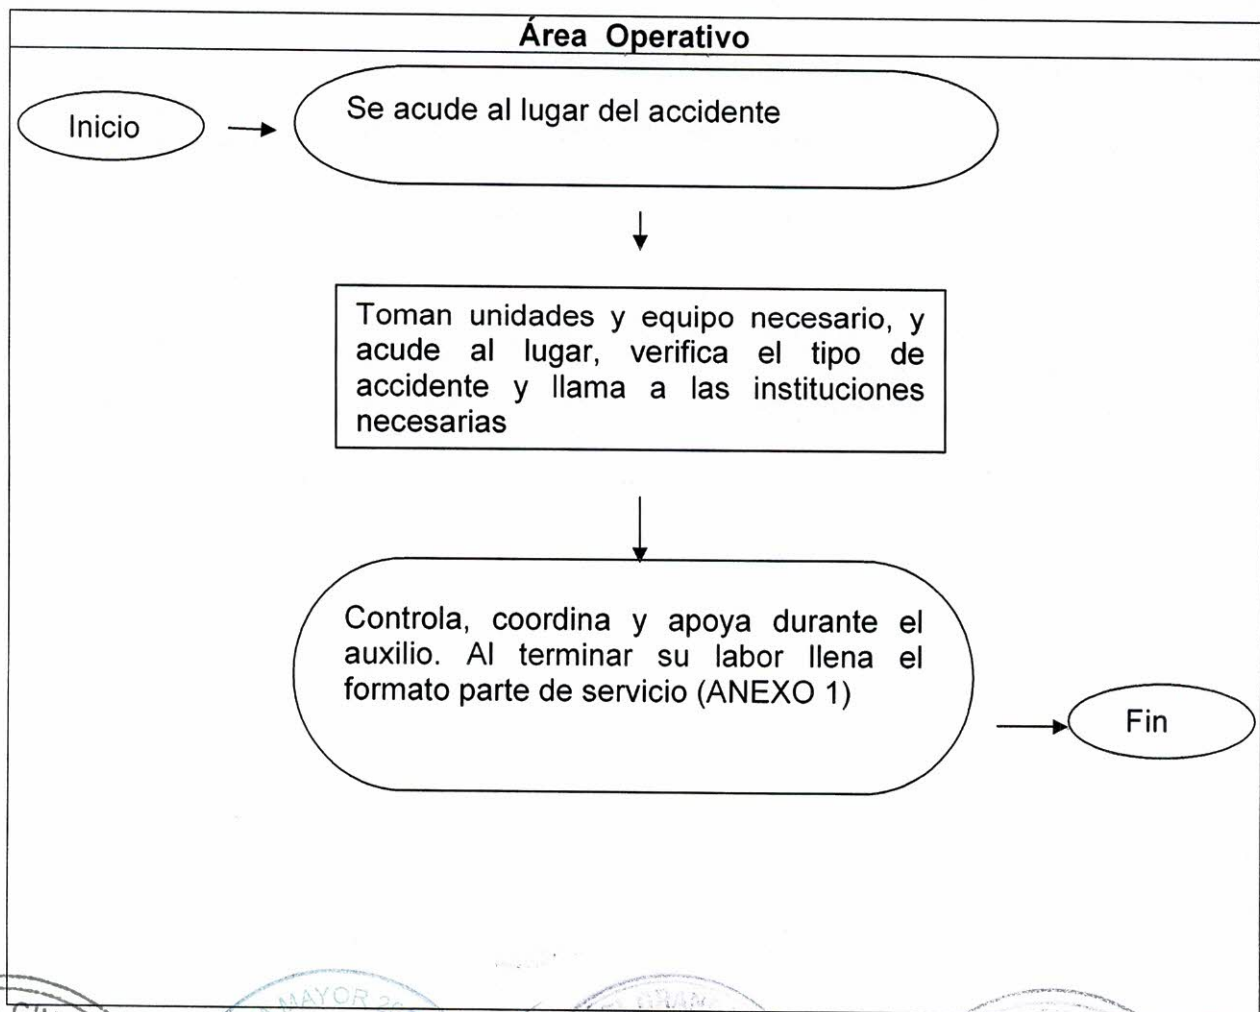 Área Operativo
Inicio
Se acude al lugar del accidente
Toman unidades y equipo necesario, y
acude al lugar, verifica el tipo de
accidente y llama a las instituciones
necesarias
Controla, coordina y apoya durante el
auxilio. Al terminar su labor llena el
formato parte de servicio (ANEXO 1)
Fin
MAYOR